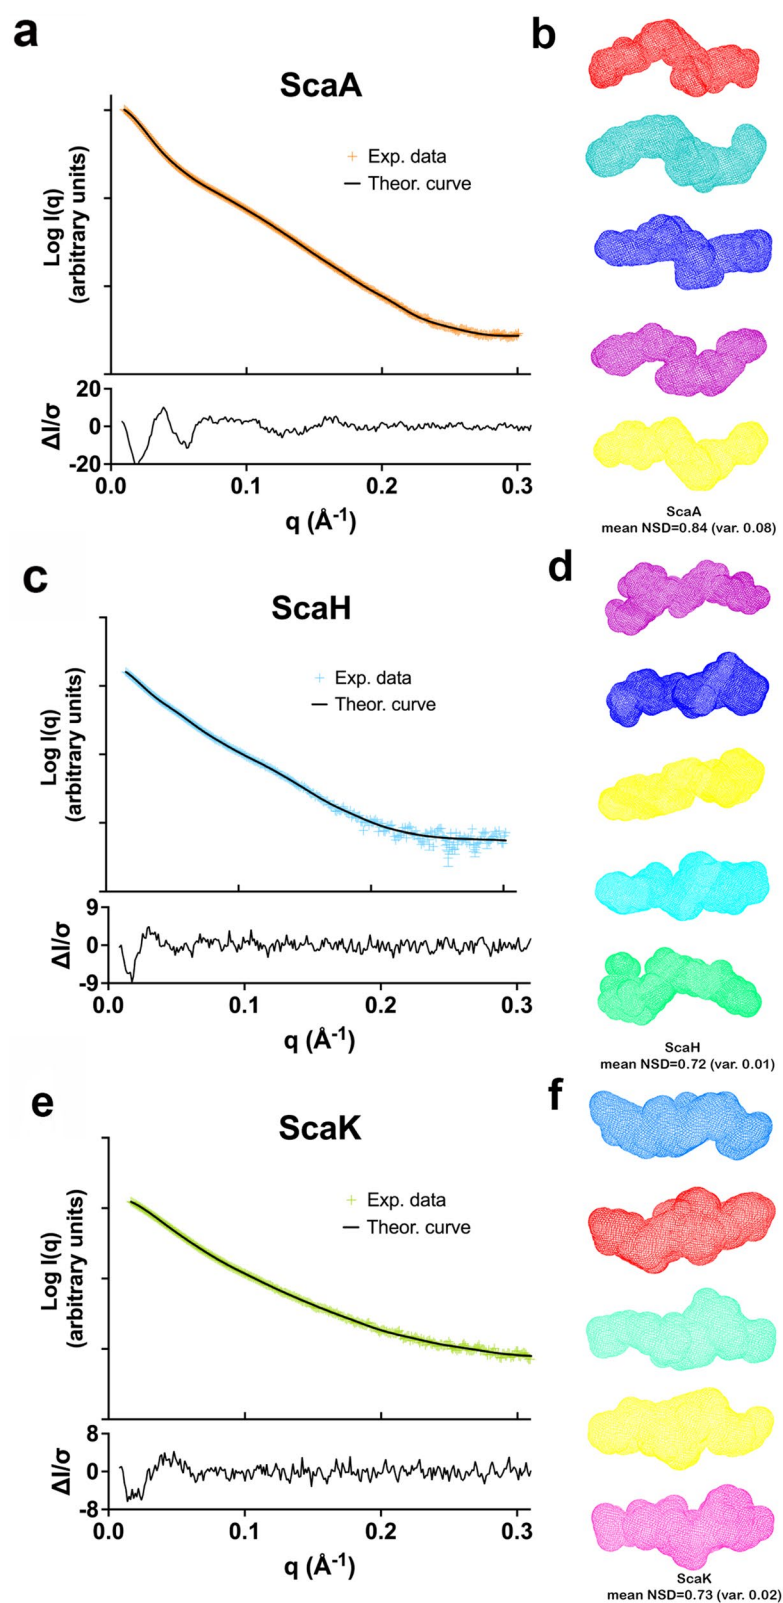 a
ScaA
Log I(q)
(arbitrary units)
Exp. data
Theor. curve
20
0
-20
ΔI/σ
0.0 0.1 0.2 0.3
q (Å-1)
b
ScaA
mean NSD=0.84 (var. 0.08)
c
ScaH
Log I(q)
(arbitrary units)
Exp. data
Theor. curve
9
0
-9
ΔI/σ
0.0 0.1 0.2 0.3
q (Å-1)
d
ScaH
mean NSD=0.72 (var. 0.01)
e
ScaK
Log I(q)
(arbitrary units)
Exp. data
Theor. curve
8
0
-8
ΔI/σ
0.0 0.1 0.2 0.3
q (Å-1)
f
ScaK
mean NSD=0.73 (var. 0.02)